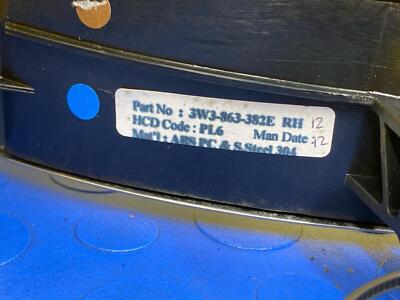 Part No : 3W3-863-382E RH 12
HCD Code : PL6 Man Date :12
Mat'l : ABS PC & S.Steel 304